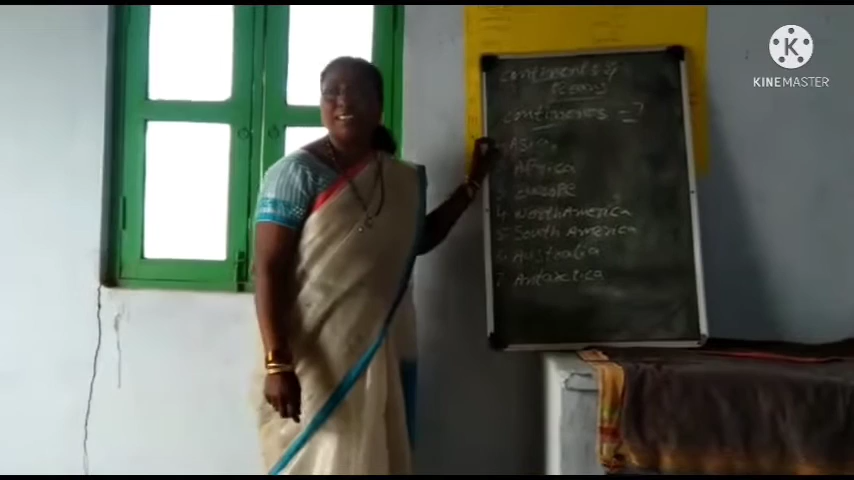 continents &
oceans
continents - 7
1. Asia
2. Africa
3. Europe
4. North America
5. South America
6. Australia
7. Antarctica
K
KINEMASTER